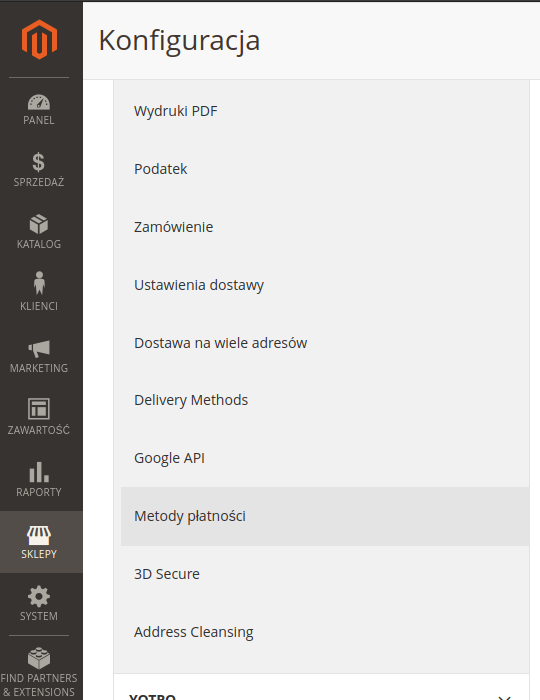 Konfiguracja
PANEL
SPRZEDAŻ
KATALOG
KLIENCI
MARKETING
ZAWARTOŚĆ
RAPORTY
SKLEPY
SYSTEM
FIND PARTNERS
& EXTENSIONS
Wydruki PDF
Podatek
Zamówienie
Ustawienia dostawy
Dostawa na wiele adresów
Delivery Methods
Google API
Metody płatności
3D Secure
Address Cleansing